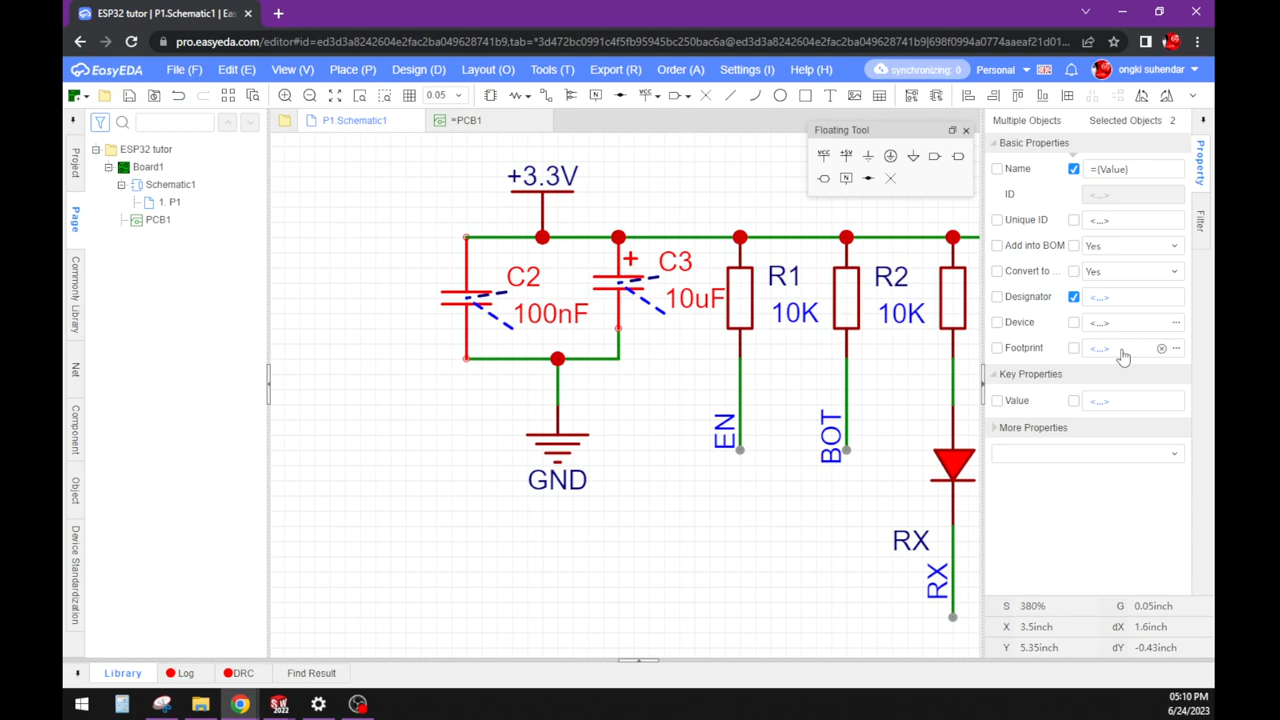 ESP32 tutor | P1.Schematic1 | Eas
pro.easyeda.com/editor#id=ed3d3a8242604e2fac2ba049628741b9,tab=*3d472bc0991c4f5fb95945bc250bac6a@ed3d3a8242604e2fac2ba049628741b9|698f0994a0774aaeaf21d01...
EasyEDA File (F) Edit (E) View (V) Place (P) Design (D) Layout (O) Tools (T) Export (R) Order (A) Settings (I) Help (H) synchronizing: 0 Personal ongki suhendar
0.05
P1.Schematic1 =PCB1
Floating Tool
Multiple Objects Selected Objects 2
Project
Page
Commonly Library
Net
Component
Object
Device Standardization
ESP32 tutor
Board1
Schematic1
1. P1
PCB1
+3.3V
C2
100nF
C3
10uF
R1
10K
R2
10K
EN
BOT
GND
RX
RX
Property
Filter
Basic Properties
Name ={Value}
ID <...>
Unique ID <...>
Add into BOM Yes
Convert to ... Yes
Designator <...>
Device <...>
Footprint <...>
Key Properties
Value <...>
More Properties
S 380% G 0.05inch
X 3.5inch dX 1.6inch
Y 5.35inch dY -0.43inch
Library Log DRC Find Result
05:10 PM
6/24/2023